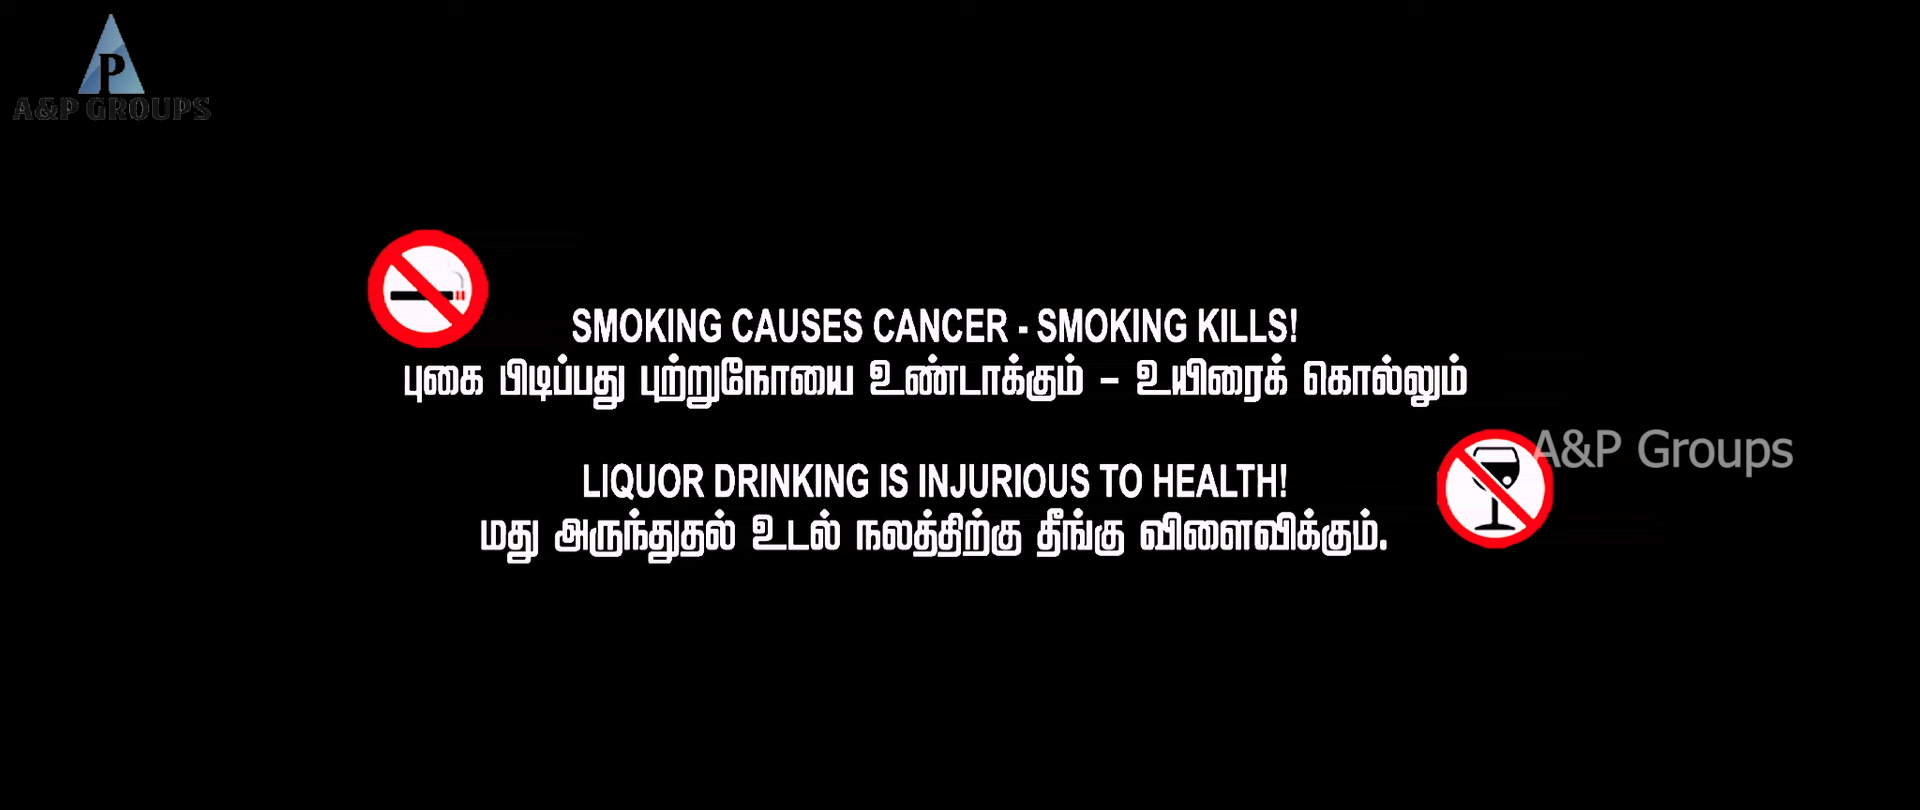 P
A&P GROUPS
SMOKING CAUSES CANCER - SMOKING KILLS!
புகை பிடிப்பது புற்றுநோயை உண்டாக்கும் – உயிரைக் கொல்லும்
A&P Groups
LIQUOR DRINKING IS INJURIOUS TO HEALTH!
மது அருந்துதல் உடல் நலத்திற்கு தீங்கு விளைவிக்கும்.